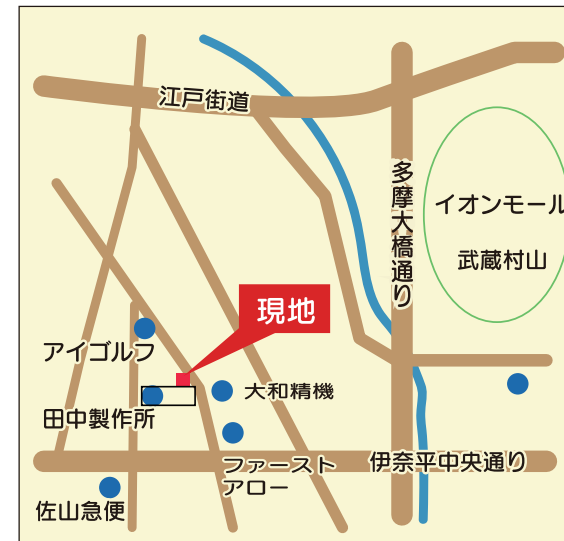 江戸街道
多摩大橋通り
イオンモール
武蔵村山
現地
アイゴルフ
大和精機
田中製作所
ファースト
アロー
伊奈平中央通り
佐山急便